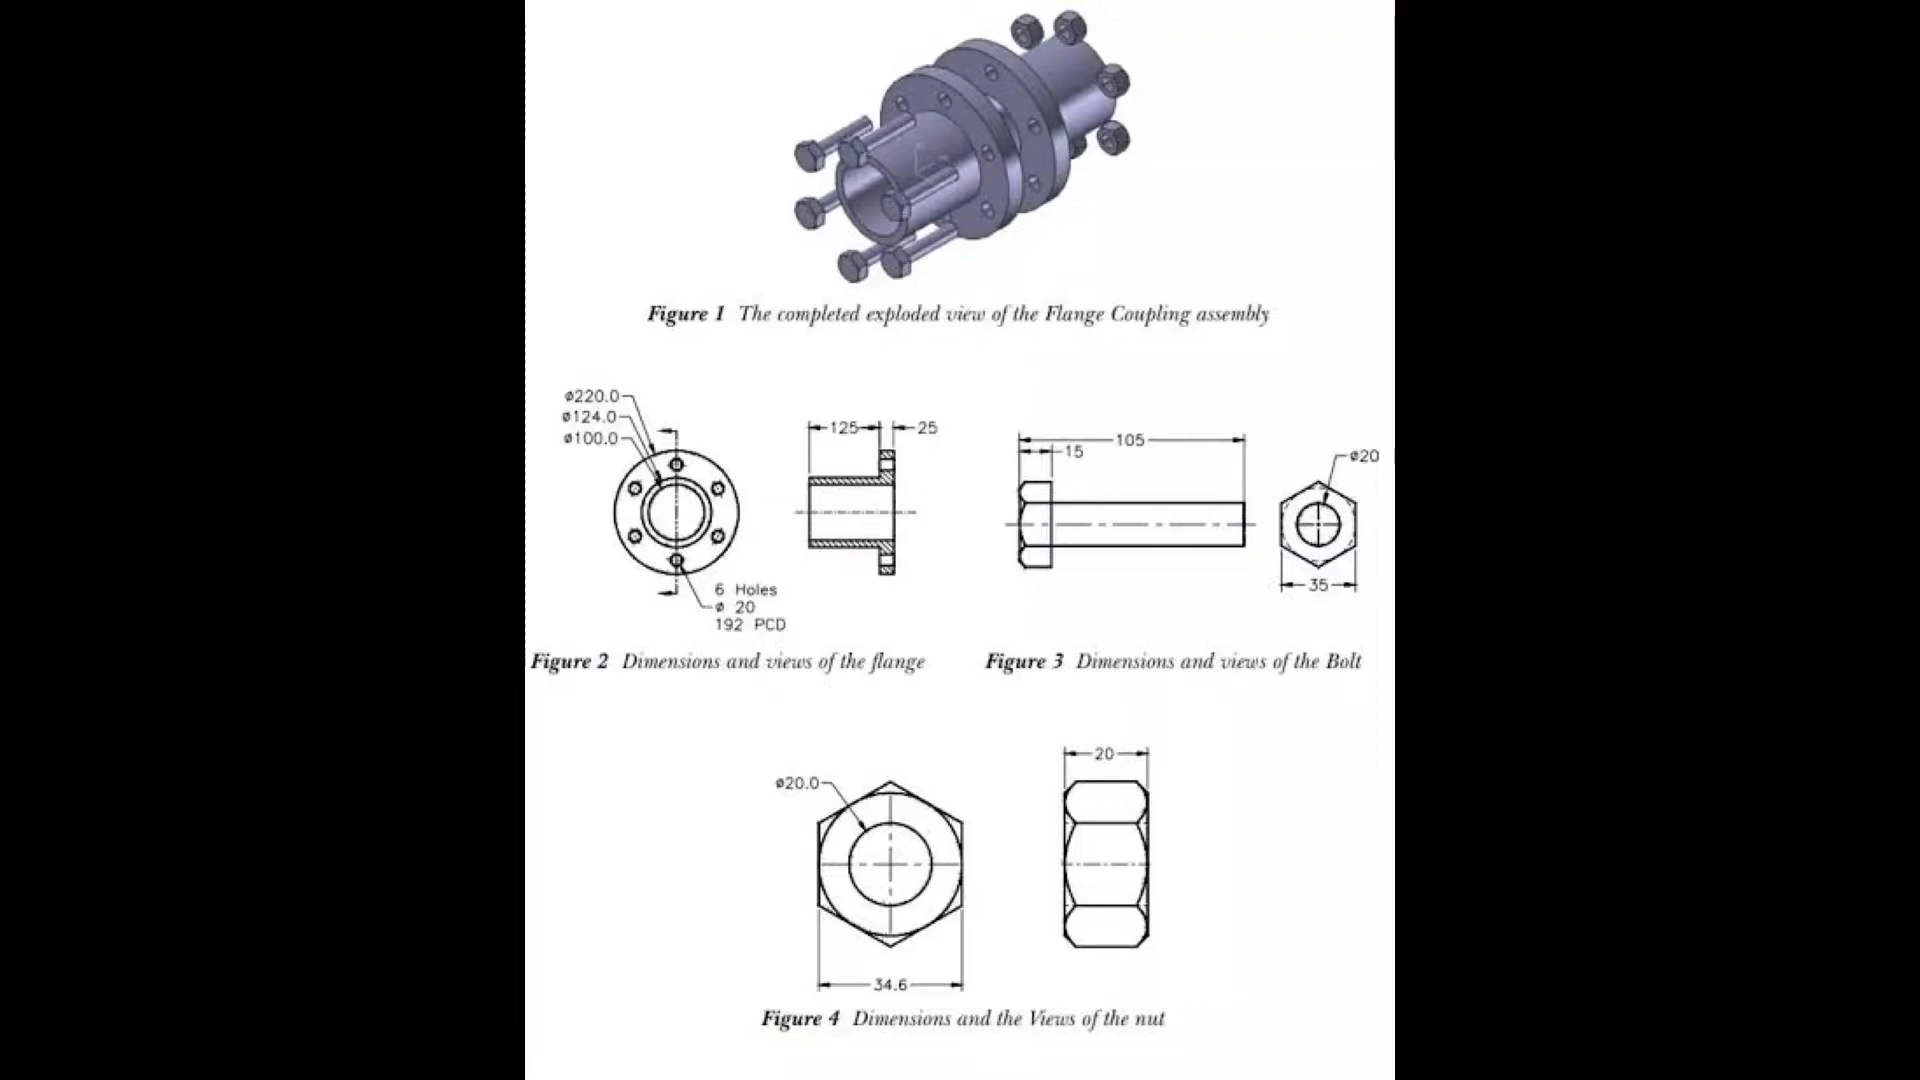 Figure 1 The completed exploded view of the Flange Coupling assembly
ø220.0
ø124.0
ø100.0
125
25
6 Holes
ø 20
192 PCD
Figure 2 Dimensions and views of the flange
105
15
ø20
35
Figure 3 Dimensions and views of the Bolt
ø20.0
20
34.6
Figure 4 Dimensions and the Views of the nut